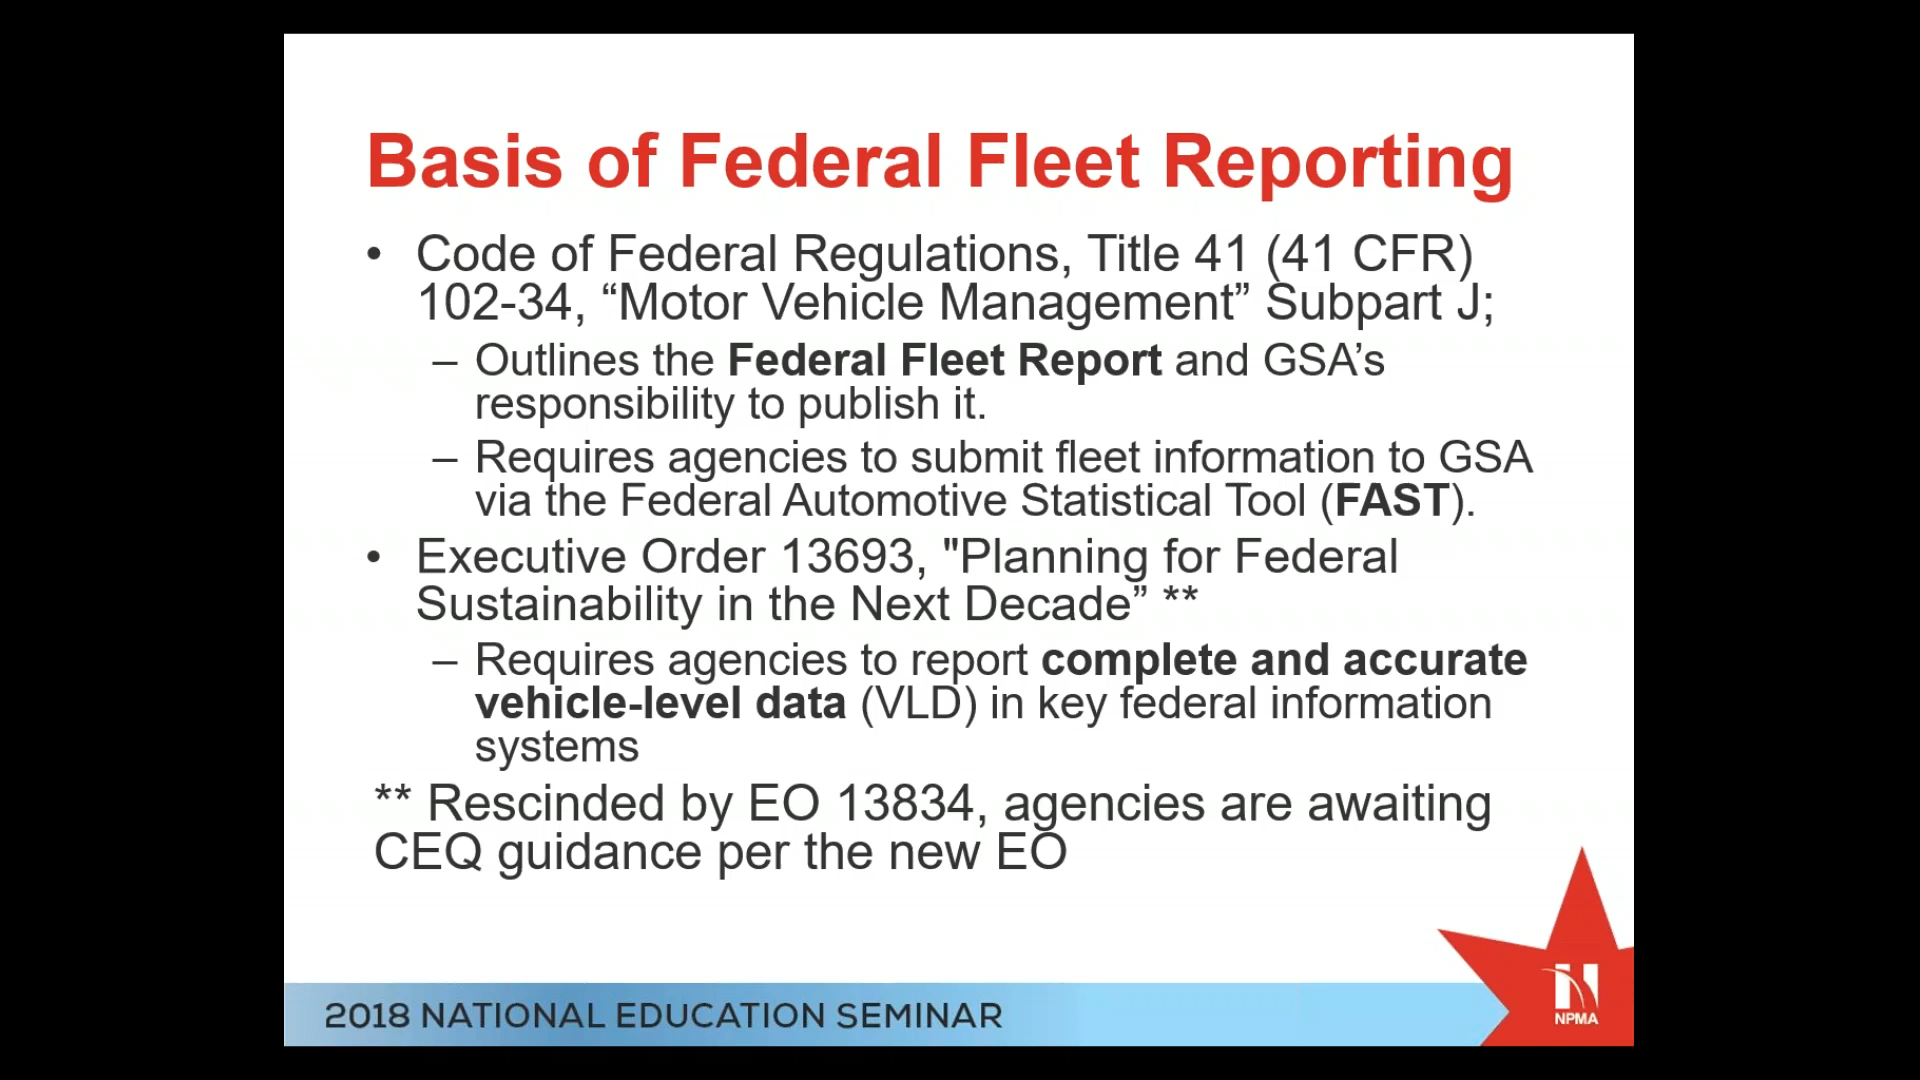 Basis of Federal Fleet Reporting
• Code of Federal Regulations, Title 41 (41 CFR)
102-34, “Motor Vehicle Management” Subpart J;
– Outlines the Federal Fleet Report and GSA’s
responsibility to publish it.
– Requires agencies to submit fleet information to GSA
via the Federal Automotive Statistical Tool (FAST).
• Executive Order 13693, "Planning for Federal
Sustainability in the Next Decade” **
– Requires agencies to report complete and accurate
vehicle-level data (VLD) in key federal information
systems
** Rescinded by EO 13834, agencies are awaiting
CEQ guidance per the new EO
2018 NATIONAL EDUCATION SEMINAR
N
NPMA